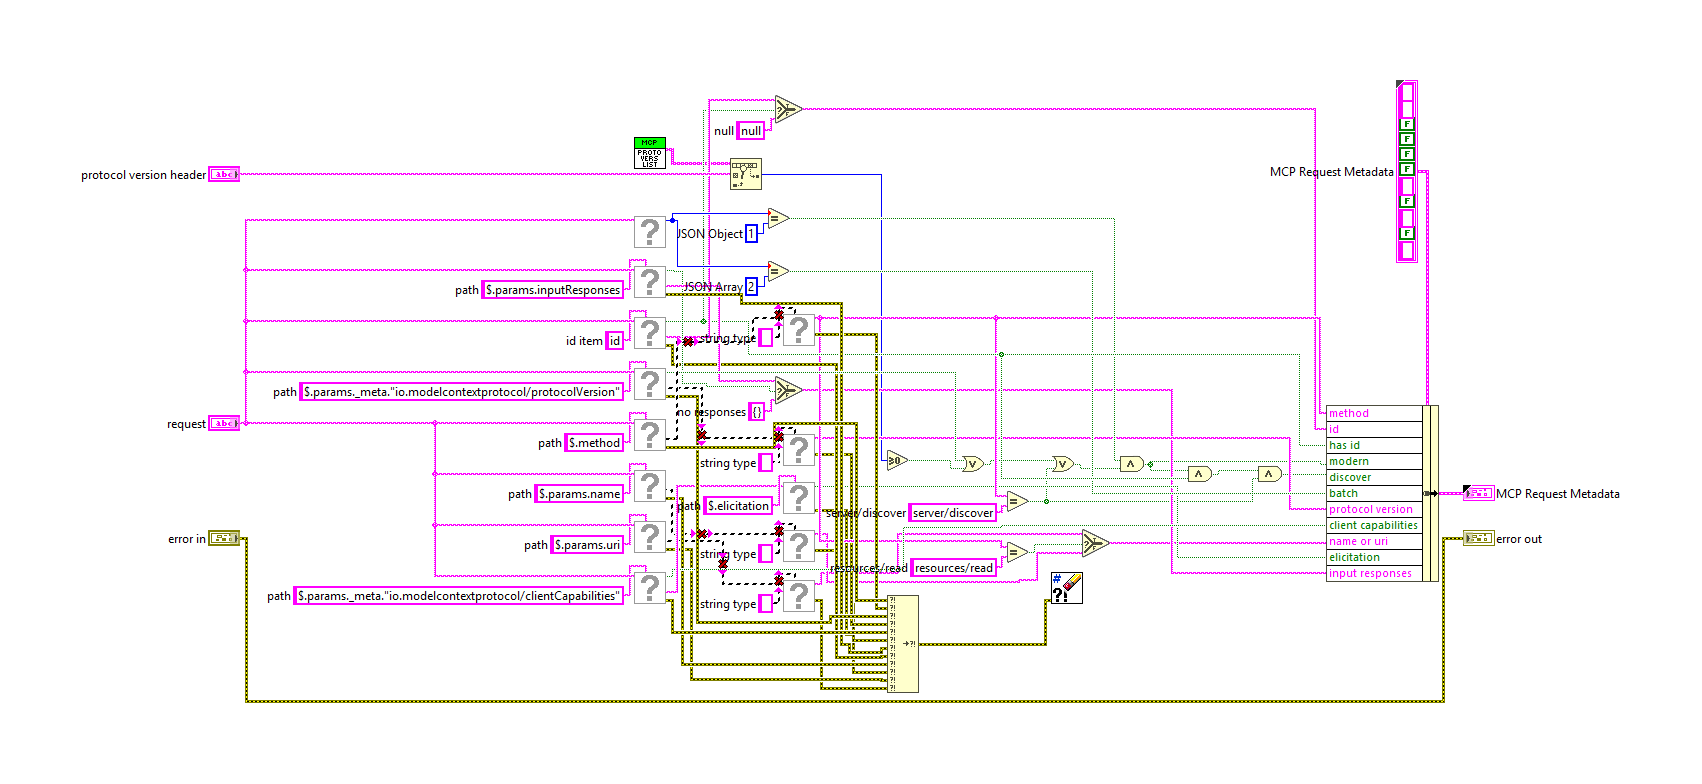 null null
MCP
PROTO
VERS
LIST
F
F
F
F
MCP Request Metadata
protocol version header abc
F
JSON Object 1
F
path $.params.inputResponses
JSON Array 2
id item id
string type
path $.params._meta."io.modelcontextprotocol/protocolVersion"
no responses {}
request abc
method
id
path $.method
has id
string type
≥0
modern
discover
path $.params.name
batch
MCP Request Metadata
path $.elicitation
server/discover server/discover
protocol version
client capabilities
error in
path $.params.uri
name or uri
error out
string type
resources/read resources/read
elicitation
input responses
path $.params._meta."io.modelcontextprotocol/clientCapabilities"
string type
#
?!